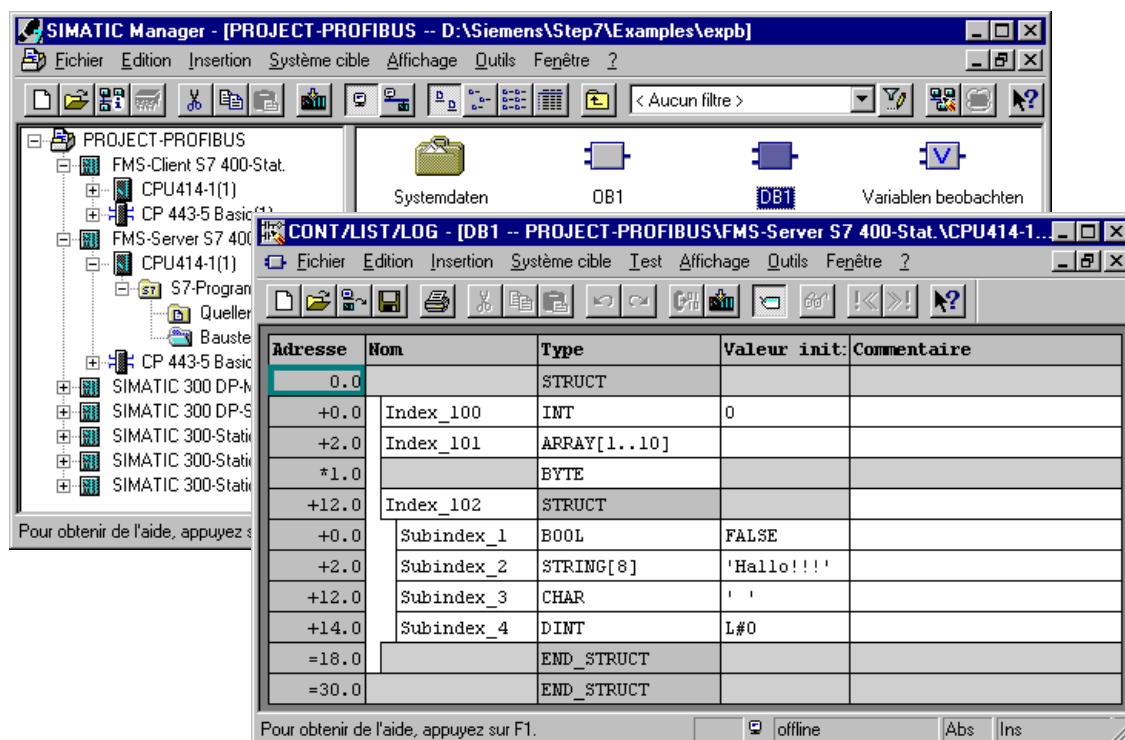 SIMATIC Manager - [PROJECT-PROFIBUS -- D:\Siemens\Step7\Examples\expb]
Fichier Edition Insertion Système cible Affichage Outils Fenêtre ?
< Aucun filtre >
PROJECT-PROFIBUS
FMS-Client S7 400-Stat.
CPU414-1(1)
CP 443-5 Basic(1)
FMS-Server S7 400
CPU414-1(1)
S7-Program
ST
Quellen
Bauste
CP 443-5 Basic
SIMATIC 300 DP-M
SIMATIC 300 DP-S
SIMATIC 300-Statio
SIMATIC 300-Statio
SIMATIC 300-Statio
Systemdaten OB1 DB1 Variablen beobachten
Pour obtenir de l'aide, appuyez s
CONT/LIST/LOG - [DB1 -- PROJECT-PROFIBUS\FMS-Server S7 400-Stat.\CPU414-1...
Fichier Edition Insertion Système cible Test Affichage Outils Fenêtre ?
Adresse Nom Type Valeur init: Commentaire
0.0 STRUCT
+0.0 Index_100 INT 0
+2.0 Index_101 ARRAY[1..10]
*1.0 BYTE
+12.0 Index_102 STRUCT
+0.0 Subindex_1 BOOL FALSE
+2.0 Subindex_2 STRING[8] 'Hallo!!!'
+12.0 Subindex_3 CHAR ' '
+14.0 Subindex_4 DINT L#0
=18.0 END_STRUCT
=30.0 END_STRUCT
Pour obtenir de l'aide, appuyez sur F1. offline Abs Ins